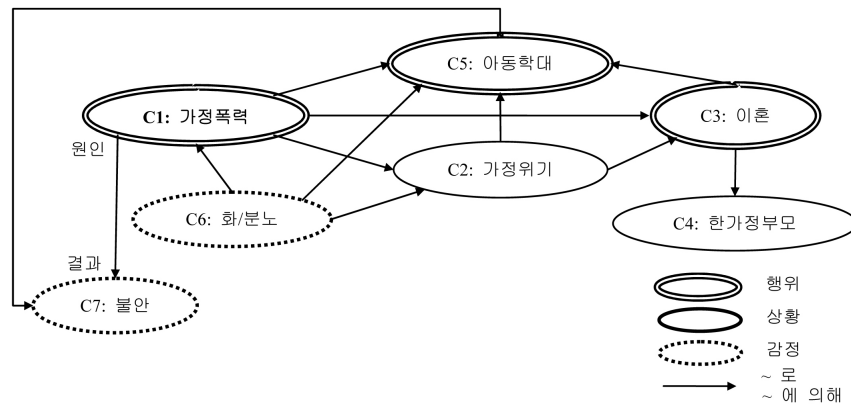 C5: 아동학대
C1: 가정폭력
C3: 이혼
원인
C2: 가정위기
C6: 화/분노
C4: 한가정부모
결과
C7: 불안
행위
상황
감정
~ 로
~ 에 의해